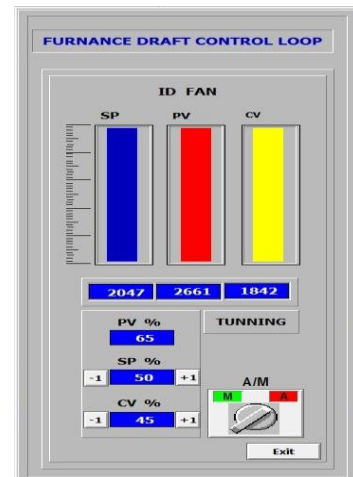 FURNANCE DRAFT CONTROL LOOP
ID FAN
SP PV CV
2047 2661 1842
PV %
65
TUNNING
SP %
-1 50 +1
A/M
M A
CV %
-1 45 +1
Exit